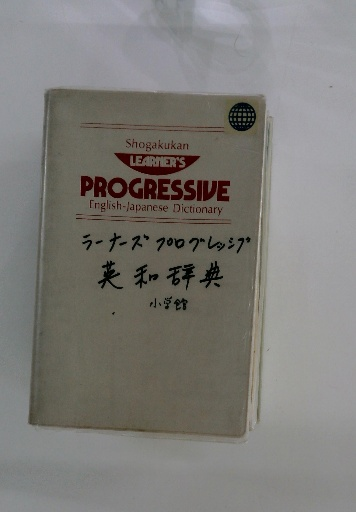 Shogakukan
LEARNER'S
PROGRESSIVE
English-Japanese Dictionary
ラーナーズ プログレッシブ
英和辞典
小学館